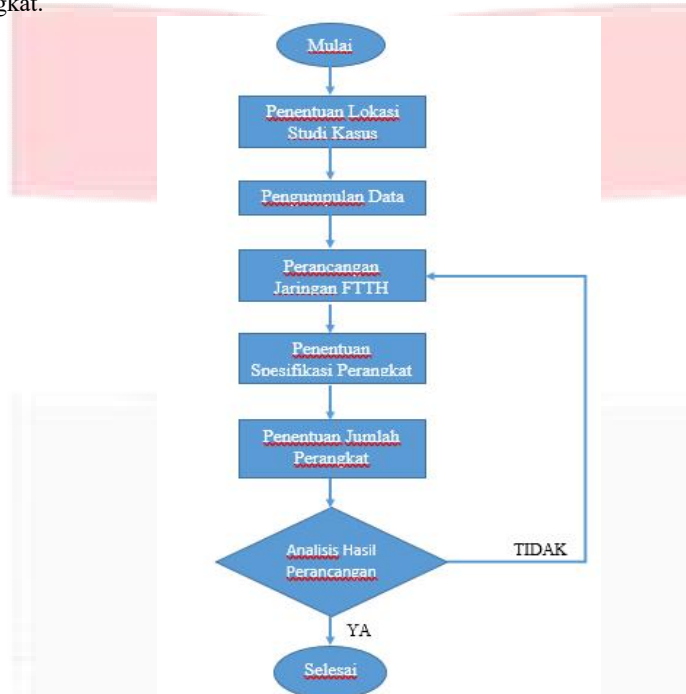 Mulai
Penentuan Lokasi
Studi Kasus
Pengumpulan Data
Perancangan
Jaringan FTTH
Penentuan
Spesifikasi Perangkat
Penentuan Jumlah
Perangkat
Analisis Hasil
Perancangan
TIDAK
YA
Selesai